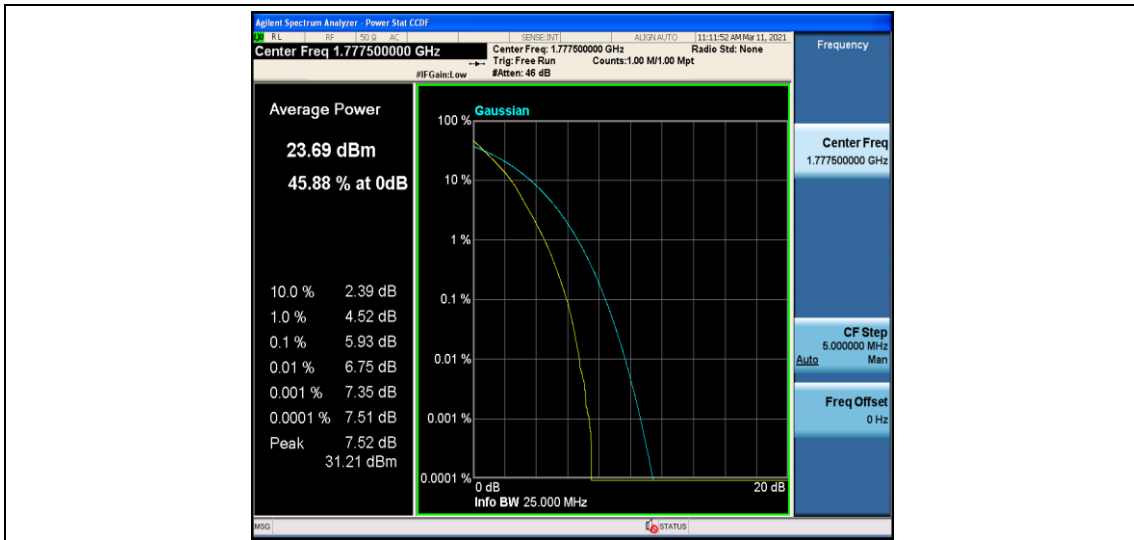 Agilent Spectrum Analyzer - Power Stat CCDF
LXI RL RF 50 Ω AC SENSE:INT ALIGN AUTO 11:11:52 AM Mar 11, 2021
Center Freq 1.777500000 GHz
Center Freq: 1.777500000 GHz Radio Std: None
Trig: Free Run Counts:1.00 M/1.00 Mpt
#IFGain:Low #Atten: 46 dB
Average Power
23.69 dBm
45.88 % at 0dB
10.0 % 2.39 dB
1.0 % 4.52 dB
0.1 % 5.93 dB
0.01 % 6.75 dB
0.001 % 7.35 dB
0.0001 % 7.51 dB
Peak 7.52 dB
31.21 dBm
Gaussian
100 %
10 %
1 %
0.1 %
0.01 %
0.001 %
0.0001 %
0 dB 20 dB
Info BW 25.000 MHz
Frequency
Center Freq
1.777500000 GHz
CF Step
5.000000 MHz
Auto Man
Freq Offset
0 Hz
MSG STATUS